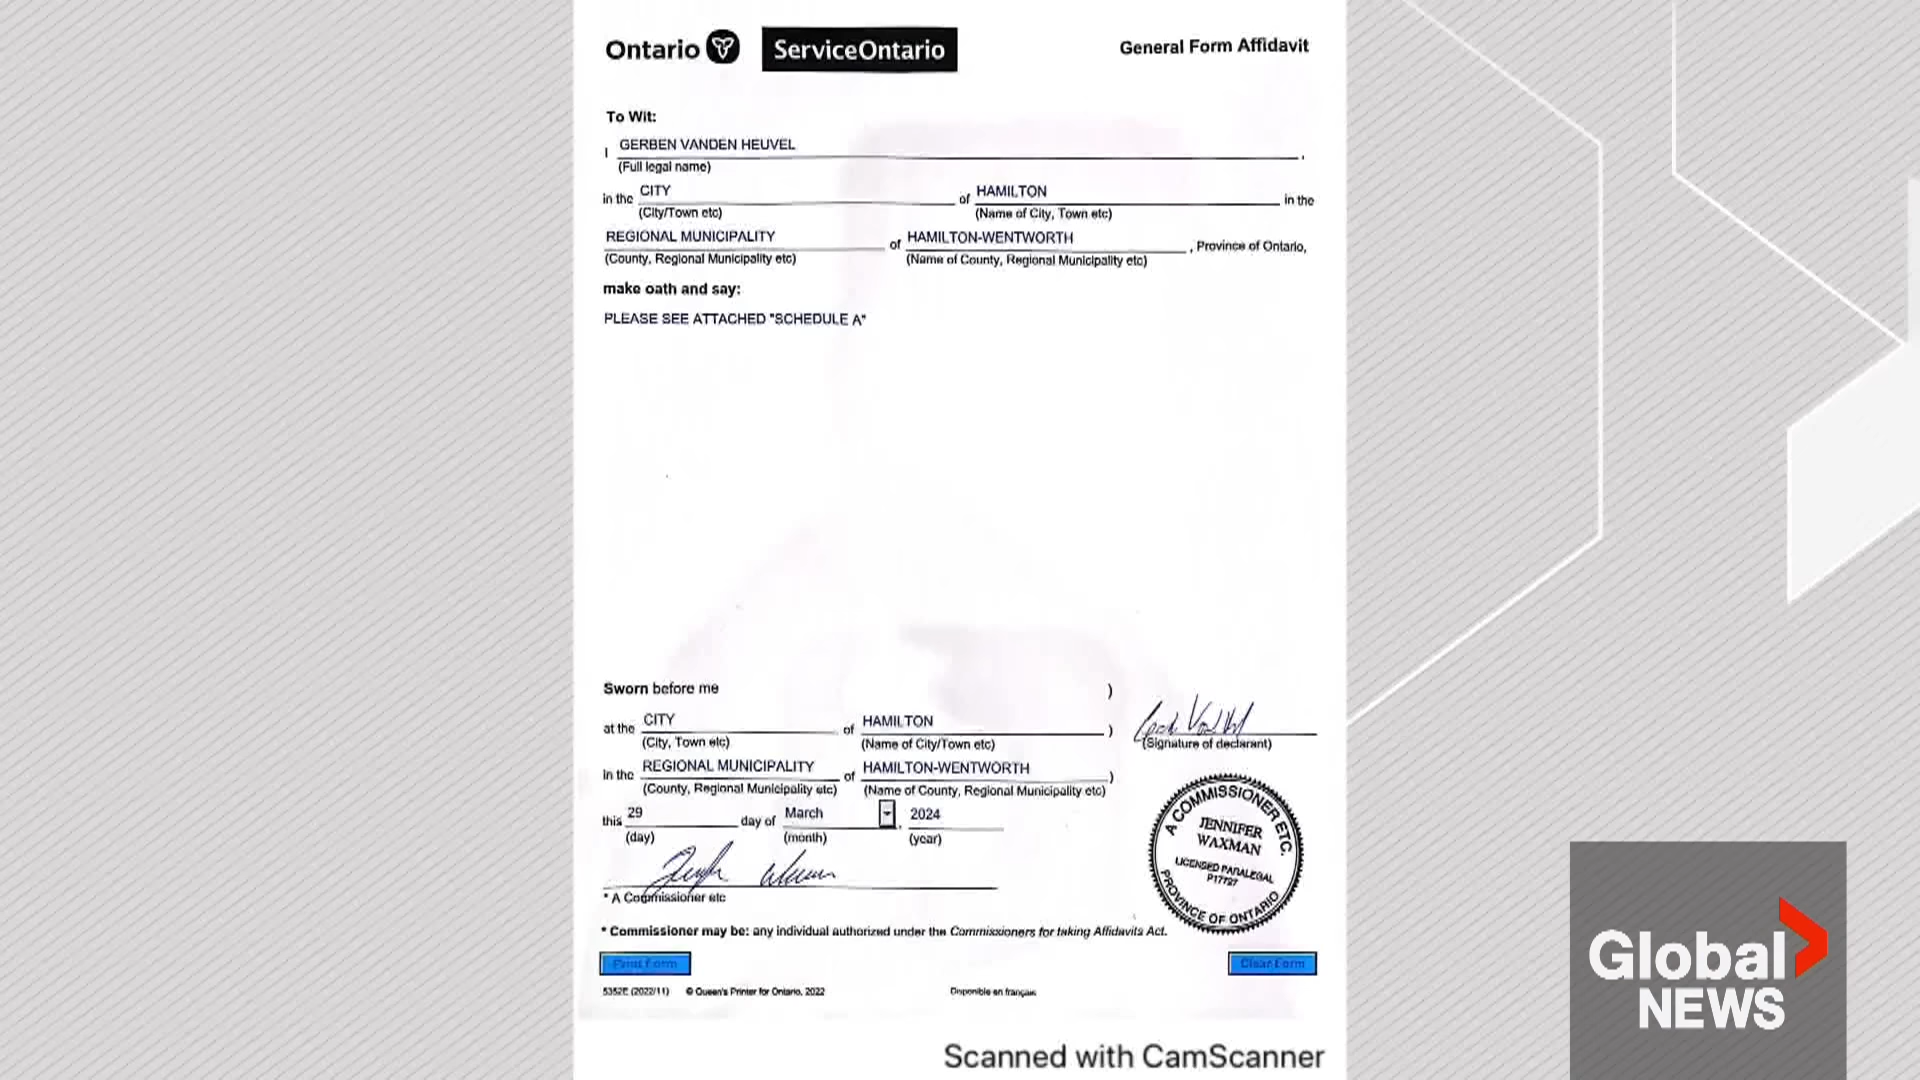 Ontario ServiceOntario General Form Affidavit
To Wit:
I GERBEN VANDEN HEUVEL ,
(Full legal name)
in the CITY of HAMILTON in the
(City/Town etc) (Name of City, Town etc)
REGIONAL MUNICIPALITY of HAMILTON-WENTWORTH , Province of Ontario,
(County, Regional Municipality etc) (Name of County, Regional Municipality etc)
make oath and say:
PLEASE SEE ATTACHED "SCHEDULE A"
Sworn before me )
at the CITY of HAMILTON )
(City, Town etc) (Name of City/Town etc) (Signature of declarant)
in the REGIONAL MUNICIPALITY of HAMILTON-WENTWORTH )
(County, Regional Municipality etc) (Name of County, Regional Municipality etc)
this 29 day of March , 2024
(day) (month) (year)
* A Commissioner etc
A COMMISSIONER ETC.
JENNIFER
WAXMAN
LICENSED PARALEGAL
P17797
PROVINCE OF ONTARIO
* Commissioner may be: any individual authorized under the Commissioners for taking Affidavits Act.
Print Form Clear Form
5352E (2022/11) © Queen's Printer for Ontario, 2022 Disponible en français
Scanned with CamScanner
Global
NEWS